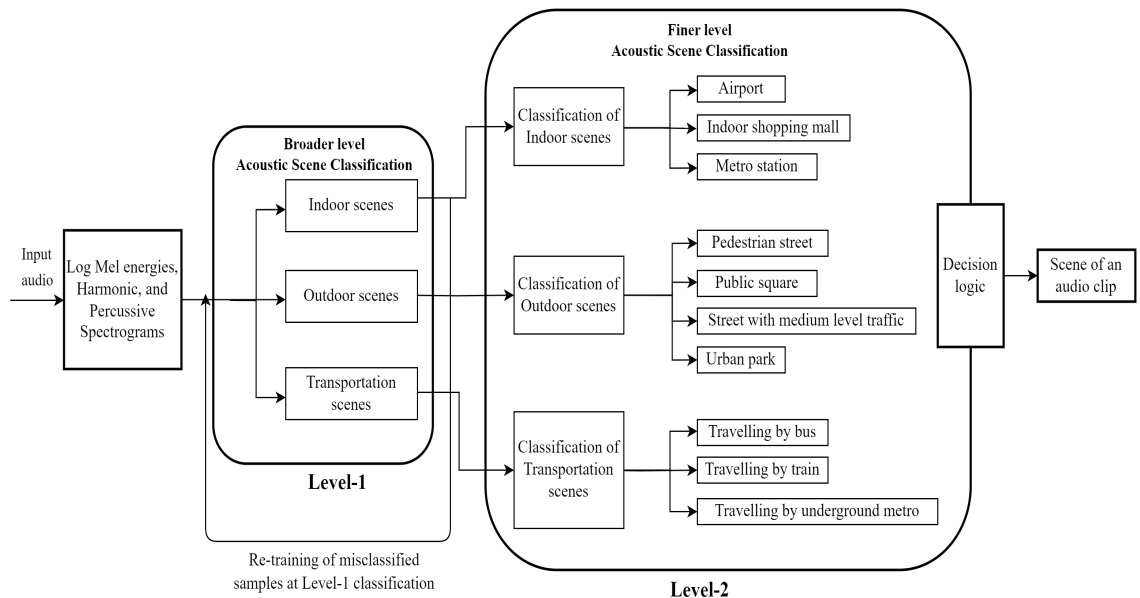 Input
audio
Log Mel energies,
Harmonic, and
Percussive
Spectrograms
Broader level
Acoustic Scene Classification
Indoor scenes
Outdoor scenes
Transportation
scenes
Level-1
Re-training of misclassified
samples at Level-1 classification
Finer level
Acoustic Scene Classification
Classification of
Indoor scenes
Airport
Indoor shopping mall
Metro station
Classification of
Outdoor scenes
Pedestrian street
Public square
Street with medium level traffic
Urban park
Classification of
Transportation
scenes
Travelling by bus
Travelling by train
Travelling by underground metro
Level-2
Decision
logic
Scene of an
audio clip